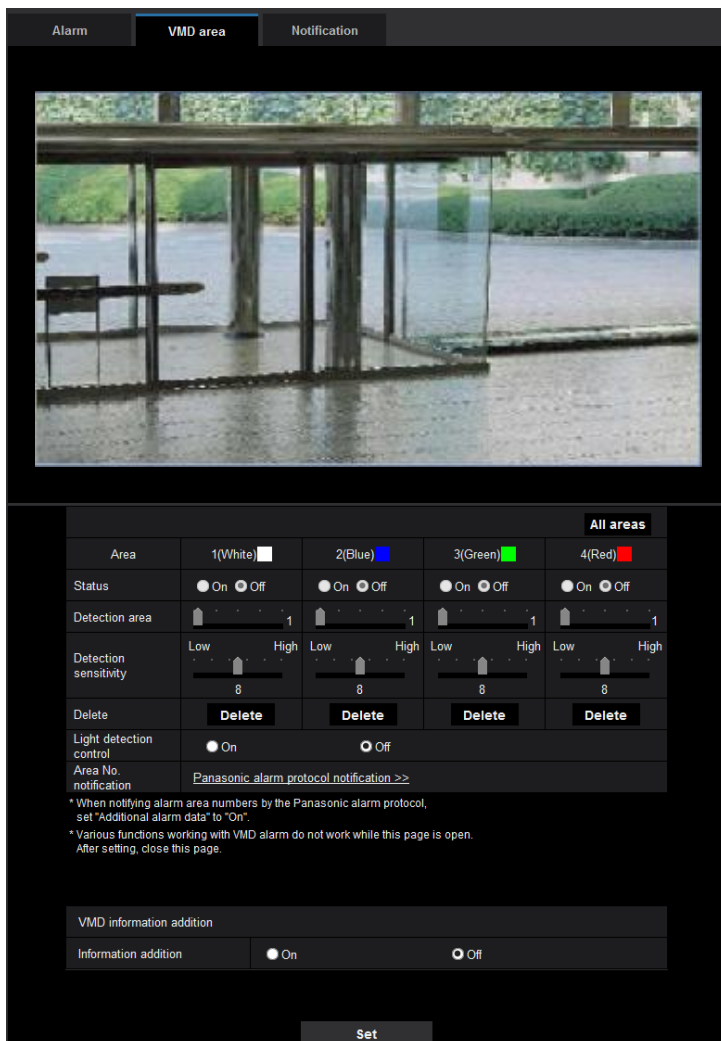 Alarm VMD area Notification
All areas
Area 1(White) 2(Blue) 3(Green) 4(Red)
Status On Off On Off On Off On Off
Detection area 1 1 1 1
Low High Low High Low High Low High
Detection
sensitivity
8 8 8 8
Delete Delete Delete Delete Delete
Light detection
control On Off
Area No.
notification Panasonic alarm protocol notification >>
* When notifying alarm area numbers by the Panasonic alarm protocol,
set "Additional alarm data" to "On".
* Various functions working with VMD alarm do not work while this page is open.
After setting, close this page.
VMD information addition
Information addition On Off
Set